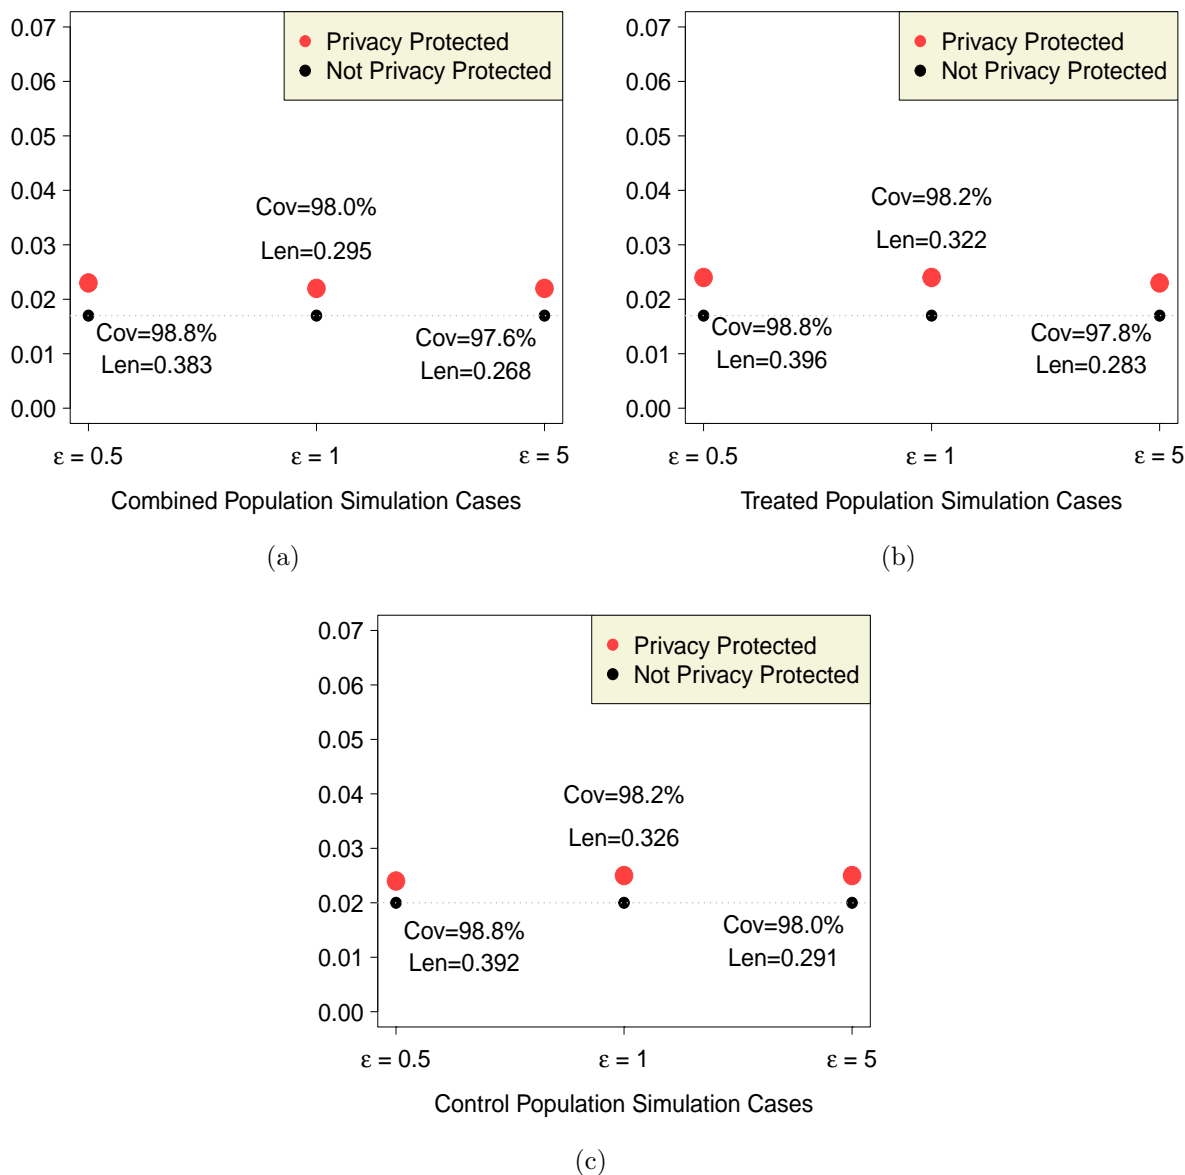 0.07
0.06
0.05
0.04
0.03
0.02
0.01
0.00
Privacy Protected
Not Privacy Protected
Cov=98.0%
Len=0.295
Cov=98.8%
Len=0.383
Cov=97.6%
Len=0.268
ε = 0.5
ε = 1
ε = 5
Combined Population Simulation Cases
(a)
0.07
0.06
0.05
0.04
0.03
0.02
0.01
0.00
Privacy Protected
Not Privacy Protected
Cov=98.2%
Len=0.322
Cov=98.8%
Len=0.396
Cov=97.8%
Len=0.283
ε = 0.5
ε = 1
ε = 5
Treated Population Simulation Cases
(b)
0.07
0.06
0.05
0.04
0.03
0.02
0.01
0.00
Privacy Protected
Not Privacy Protected
Cov=98.2%
Len=0.326
Cov=98.8%
Len=0.392
Cov=98.0%
Len=0.291
ε = 0.5
ε = 1
ε = 5
Control Population Simulation Cases
(c)